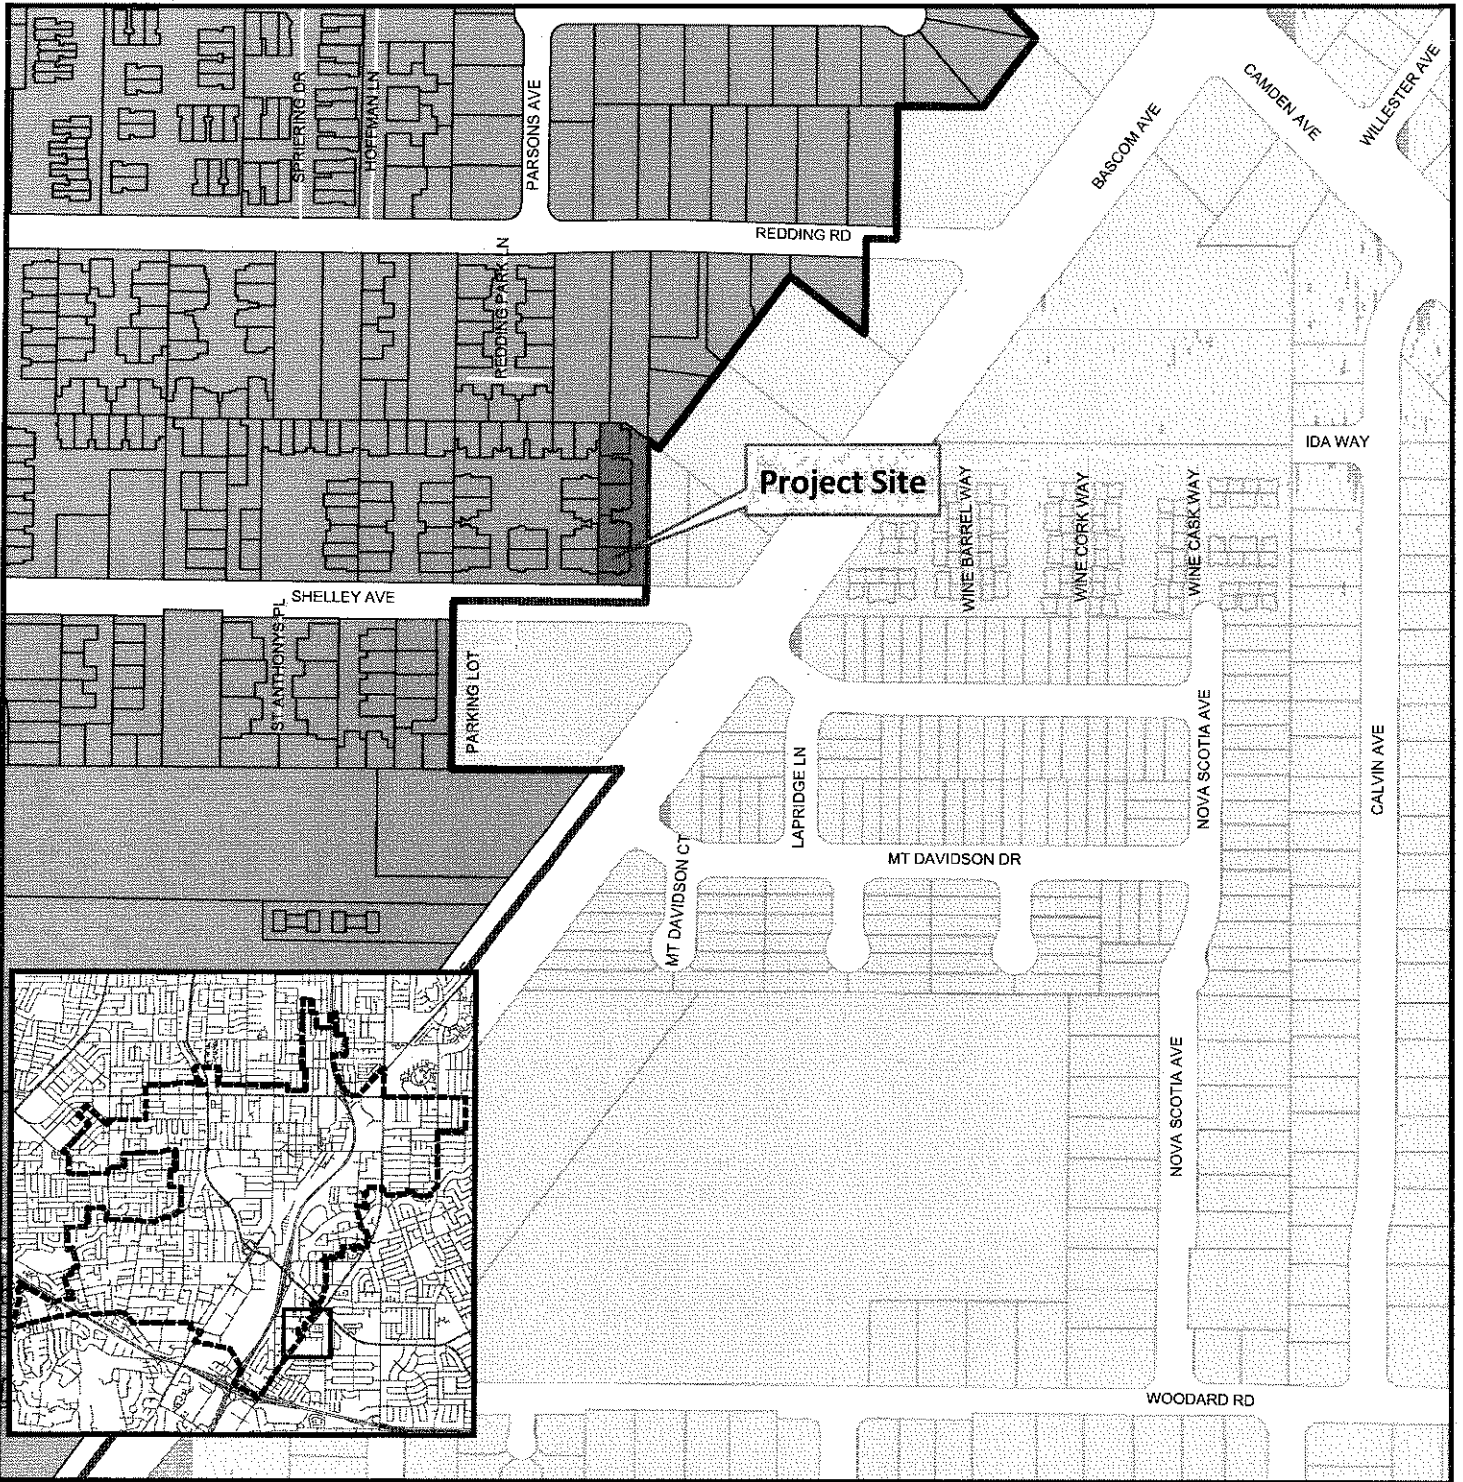 SPRIERING DR
HOFFMAN LN
PARSONS AVE
BASCOM AVE
CAMDEN AVE
WILLESTER AVE
REDDING RD
REDDING PARK LN
IDA WAY
Project Site
WINE BARREL WAY
WINE CORK WAY
WINE CASK WAY
SHELLEY AVE
ST ANTHONYS PL
PARKING LOT
LAPRIDGE LN
NOVA SCOTIA AVE
CALVIN AVE
MT DAVIDSON CT
MT DAVIDSON DR
NOVA SCOTIA AVE
WOODARD RD